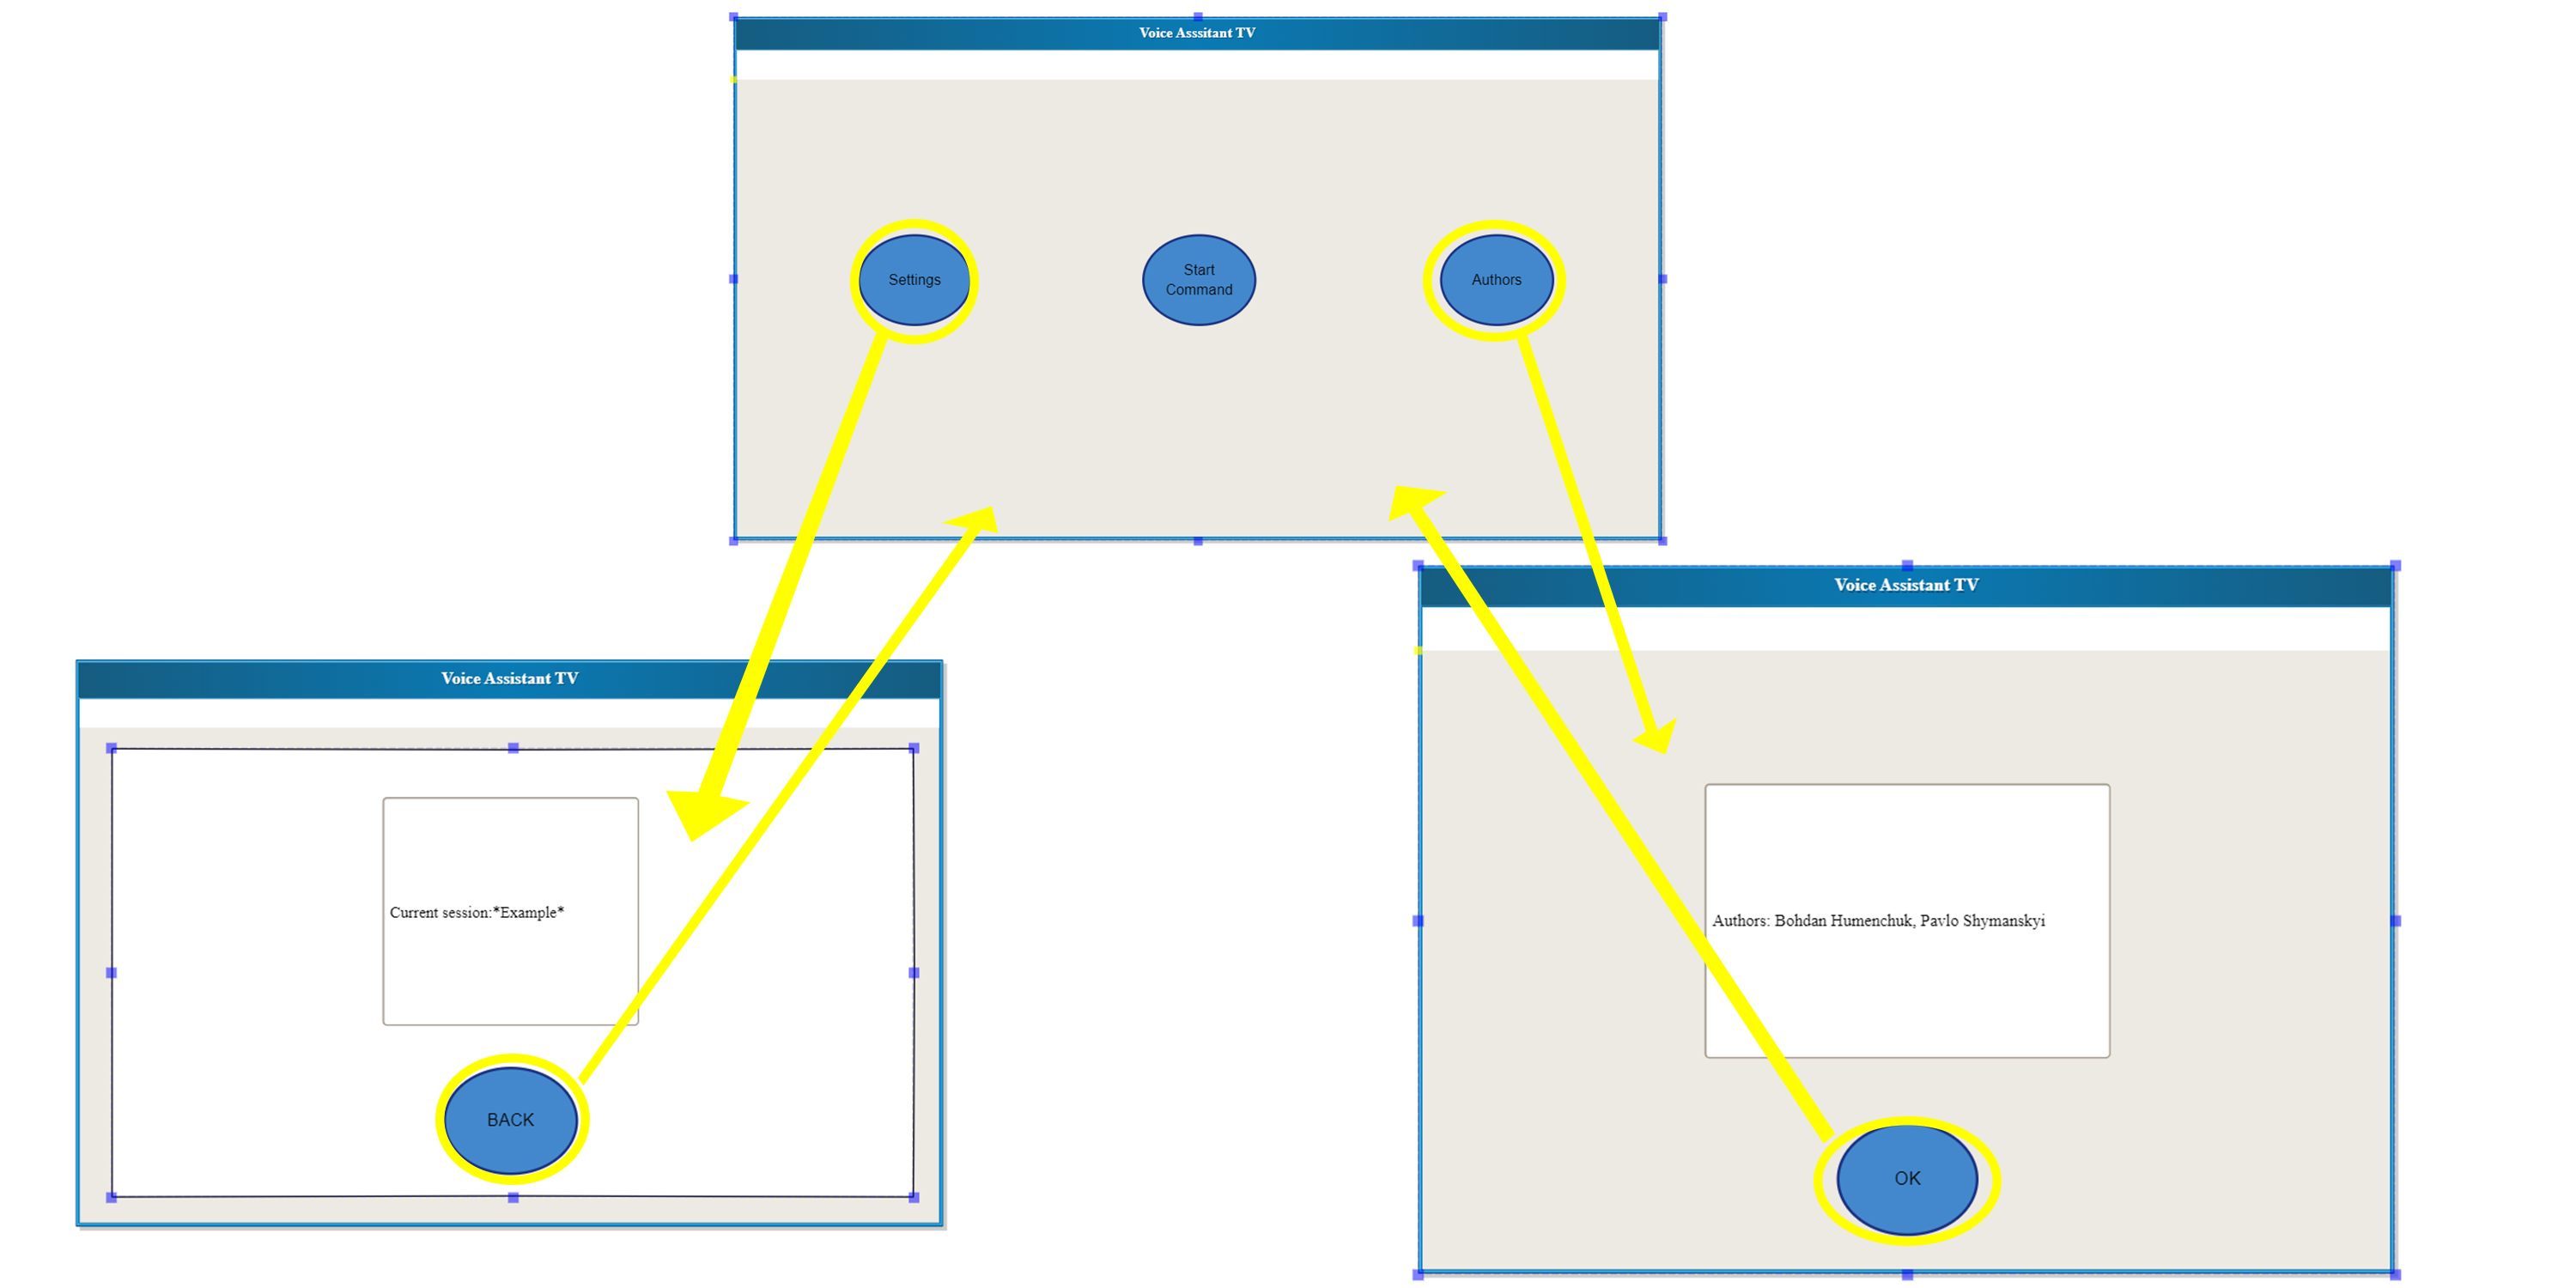 Voice Asssitant TV
Settings
Start
Command
Authors
Voice Assistant TV
Current session:*Example*
BACK
Voice Assistant TV
Authors: Bohdan Humenchuk, Pavlo Shymanskyi
OK